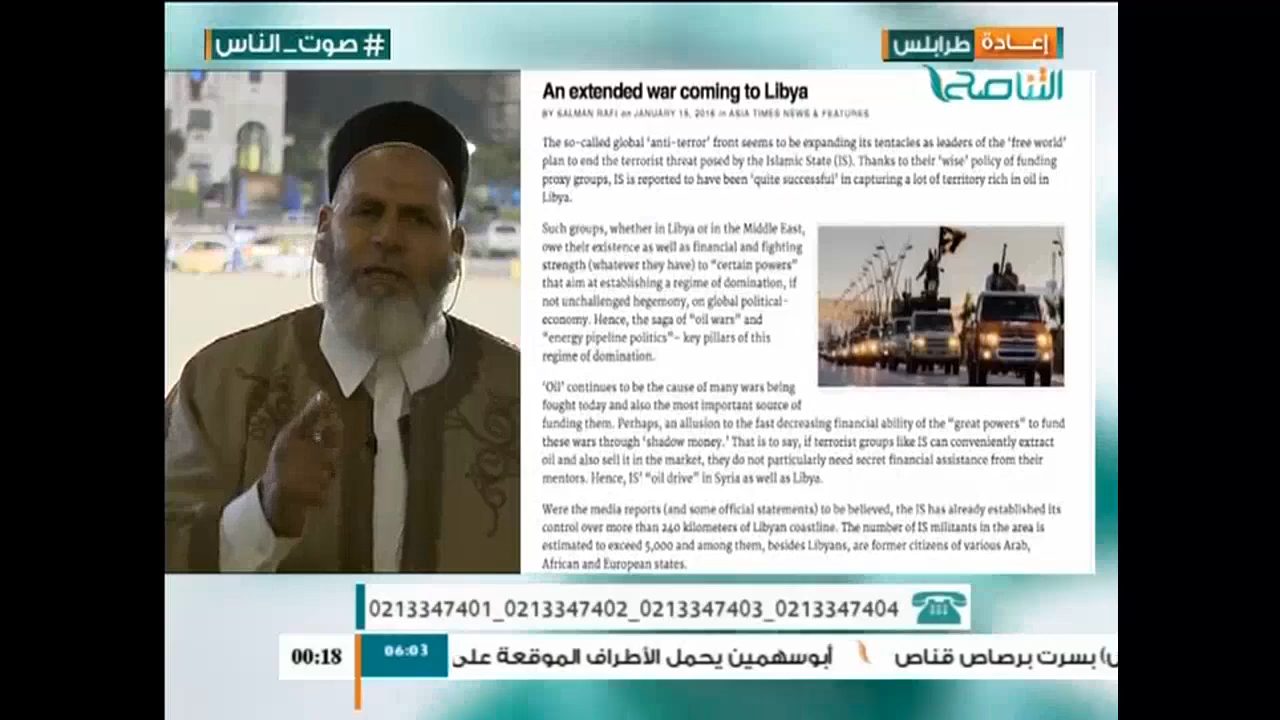 # صوت_الناس
إعادة
طرابلس
التناصح
An extended war coming to Libya
BY SALMAN RAFI on JANUARY 15, 2016 in ASIA TIMES NEWS & FEATURES
The so-called global ‘anti-terror’ front seems to be expanding its tentacles as leaders of the ‘free world’
plan to end the terrorist threat posed by the Islamic State (IS). Thanks to their ‘wise’ policy of funding
proxy groups, IS is reported to have been ‘quite successful’ in capturing a lot of territory rich in oil in
Libya.
Such groups, whether in Libya or in the Middle East,
owe their existence as well as financial and fighting
strength (whatever they have) to “certain powers”
that aim at establishing a regime of domination, if
not unchallenged hegemony, on global political-
economy. Hence, the saga of “oil wars” and
“energy pipeline politics”– key pillars of this
regime of domination.
‘Oil’ continues to be the cause of many wars being
fought today and also the most important source of
funding them. Perhaps, an allusion to the fast decreasing financial ability of the “great powers” to fund
these wars through ‘shadow money.’ That is to say, if terrorist groups like IS can conveniently extract
oil and also sell it in the market, they do not particularly need secret financial assistance from their
mentors. Hence, IS’ “oil drive” in Syria as well as Libya.
Were the media reports (and some official statements) to be believed, the IS has already established its
control over more than 240 kilometers of Libyan coastline. The number of IS militants in the area is
estimated to exceed 5,000 and among them, besides Libyans, are former citizens of various Arab,
African and European states.
0213347401_0213347402_0213347403_0213347404
00:18
06:03
) بسرت برصاص قناص
أبوسهمين يحمل الأطراف الموقعة على